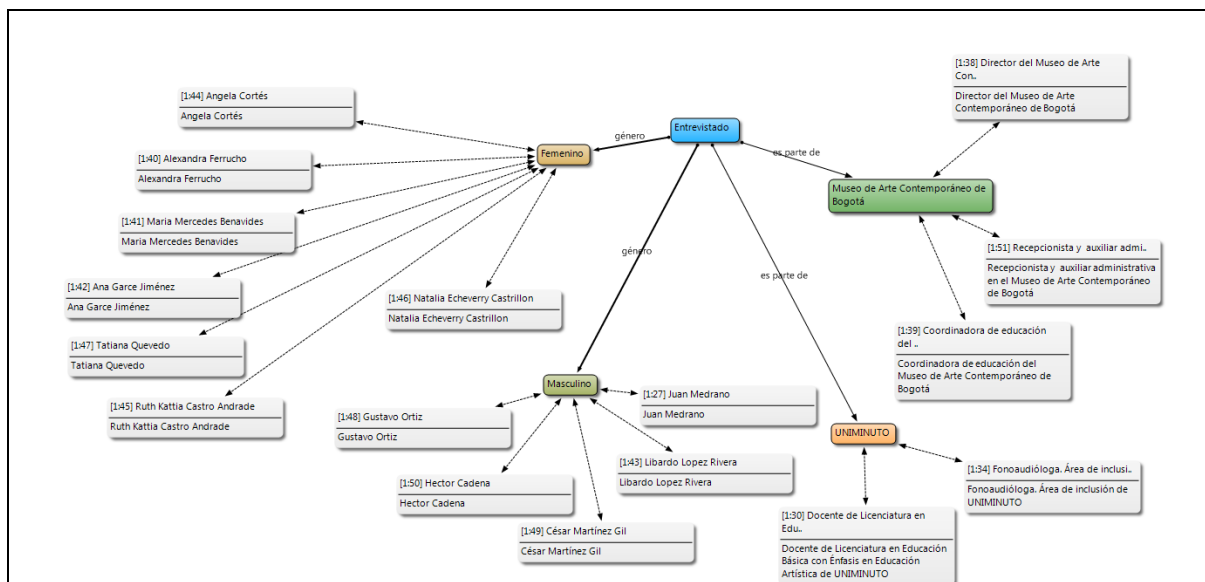 [1:38] Director del Museo de Arte
Con..
Director del Museo de Arte
Contemporáneo de Bogotá
[1:44] Angela Cortés
Angela Cortés
Entrevistado
género
Femenino
es parte de
[1:40] Alexandra Ferrucho
Alexandra Ferrucho
Museo de Arte Contemporáneo de
Bogotá
[1:41] Maria Mercedes Benavides
Maria Mercedes Benavides
género
[1:51] Recepcionista y auxiliar admi..
Recepcionista y auxiliar administrativa
en el Museo de Arte Contemporáneo
de Bogotá
es parte de
[1:42] Ana Garce Jiménez
Ana Garce Jiménez
[1:46] Natalia Echeverry Castrillon
Natalia Echeverry Castrillon
[1:39] Coordinadora de educación
del ..
Coordinadora de educación del
Museo de Arte Contemporáneo de
Bogotá
[1:47] Tatiana Quevedo
Tatiana Quevedo
Masculino
[1:27] Juan Medrano
Juan Medrano
[1:45] Ruth Kattia Castro Andrade
Ruth Kattia Castro Andrade
[1:48] Gustavo Ortiz
Gustavo Ortiz
UNIMINUTO
[1:43] Libardo Lopez Rivera
Libardo Lopez Rivera
[1:34] Fonoaudióloga. Área de inclusi..
Fonoaudióloga. Área de inclusión de
UNIMINUTO
[1:50] Hector Cadena
Hector Cadena
[1:30] Docente de Licenciatura en
Edu..
Docente de Licenciatura en Educación
Básica con Énfasis en Educación
Artística de UNIMINUTO
[1:49] César Martínez Gil
César Martínez Gil